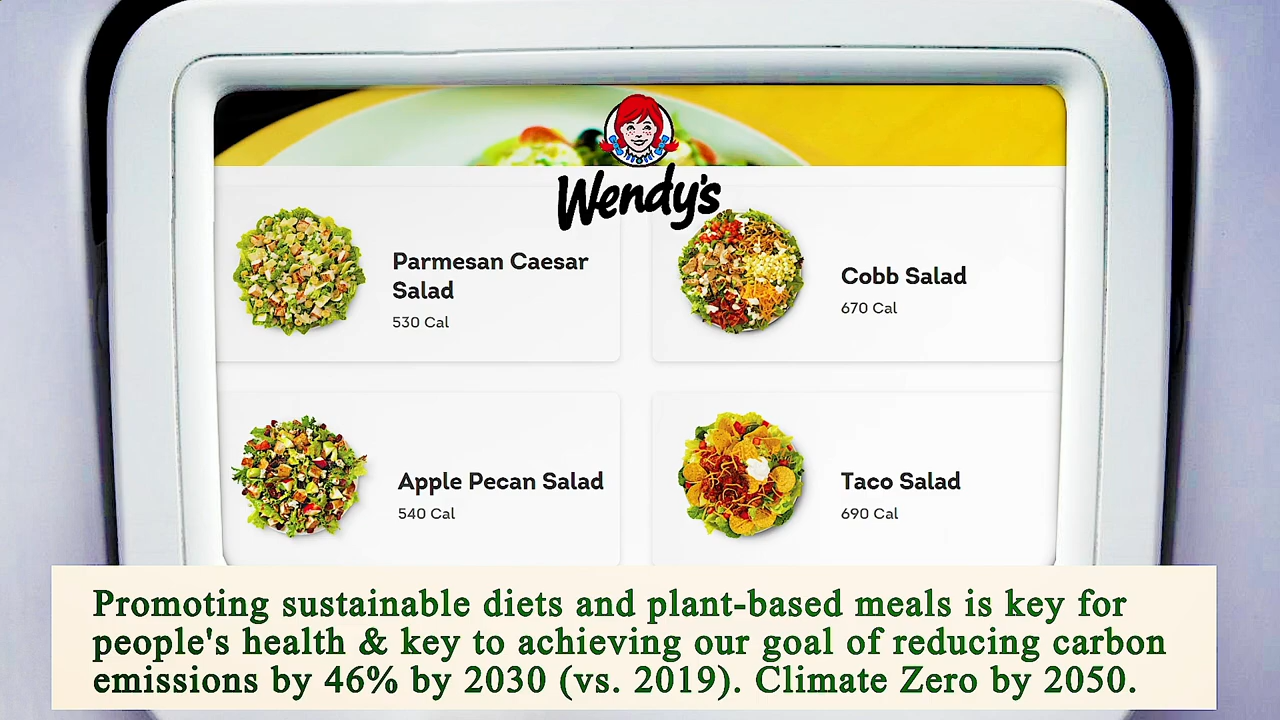 Wendy's
Parmesan Caesar
Salad
530 Cal
Cobb Salad
670 Cal
Apple Pecan Salad
540 Cal
Taco Salad
690 Cal
Promoting sustainable diets and plant-based meals is key for
people's health & key to achieving our goal of reducing carbon
emissions by 46% by 2030 (vs. 2019). Climate Zero by 2050.